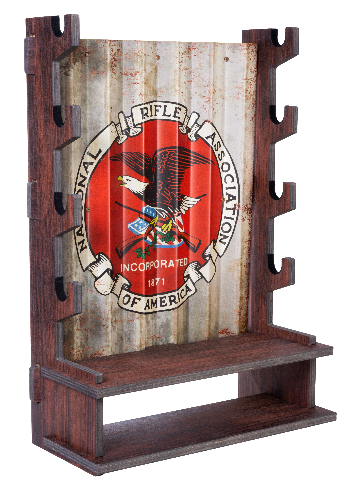 NATIONAL RIFLE ASSOCIATION
INCORPORATED
1871
OF AMERICA